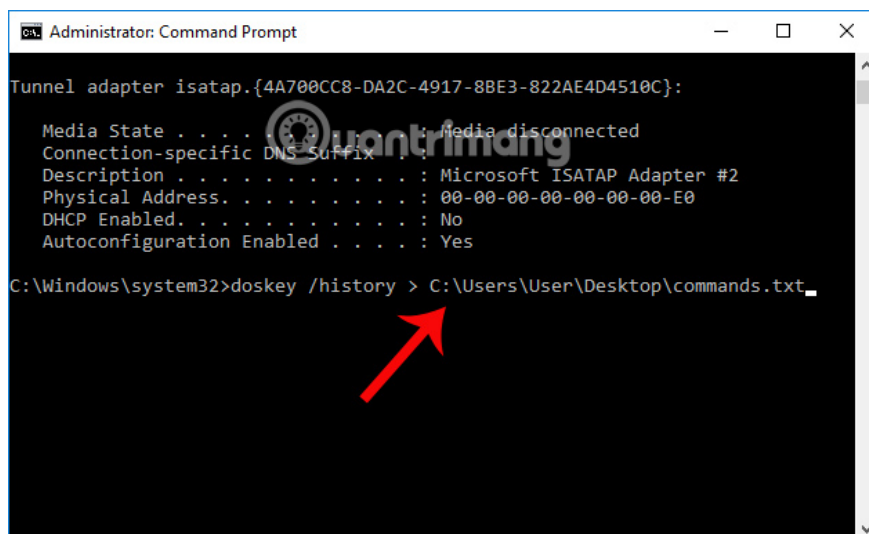 Administrator: Command Prompt
Tunnel adapter isatap.{4A700CC8-DA2C-4917-8BE3-822AE4D4510C}:
Media State . . . . . . . . . . . : Media disconnected
Connection-specific DNS Suffix  . :
Description . . . . . . . . . . . : Microsoft ISATAP Adapter #2
Physical Address. . . . . . . . . : 00-00-00-00-00-00-00-E0
DHCP Enabled. . . . . . . . . . . : No
Autoconfiguration Enabled . . . . : Yes
C:\Windows\system32>doskey /history > C:\Users\User\Desktop\commands.txt
Quantrimang